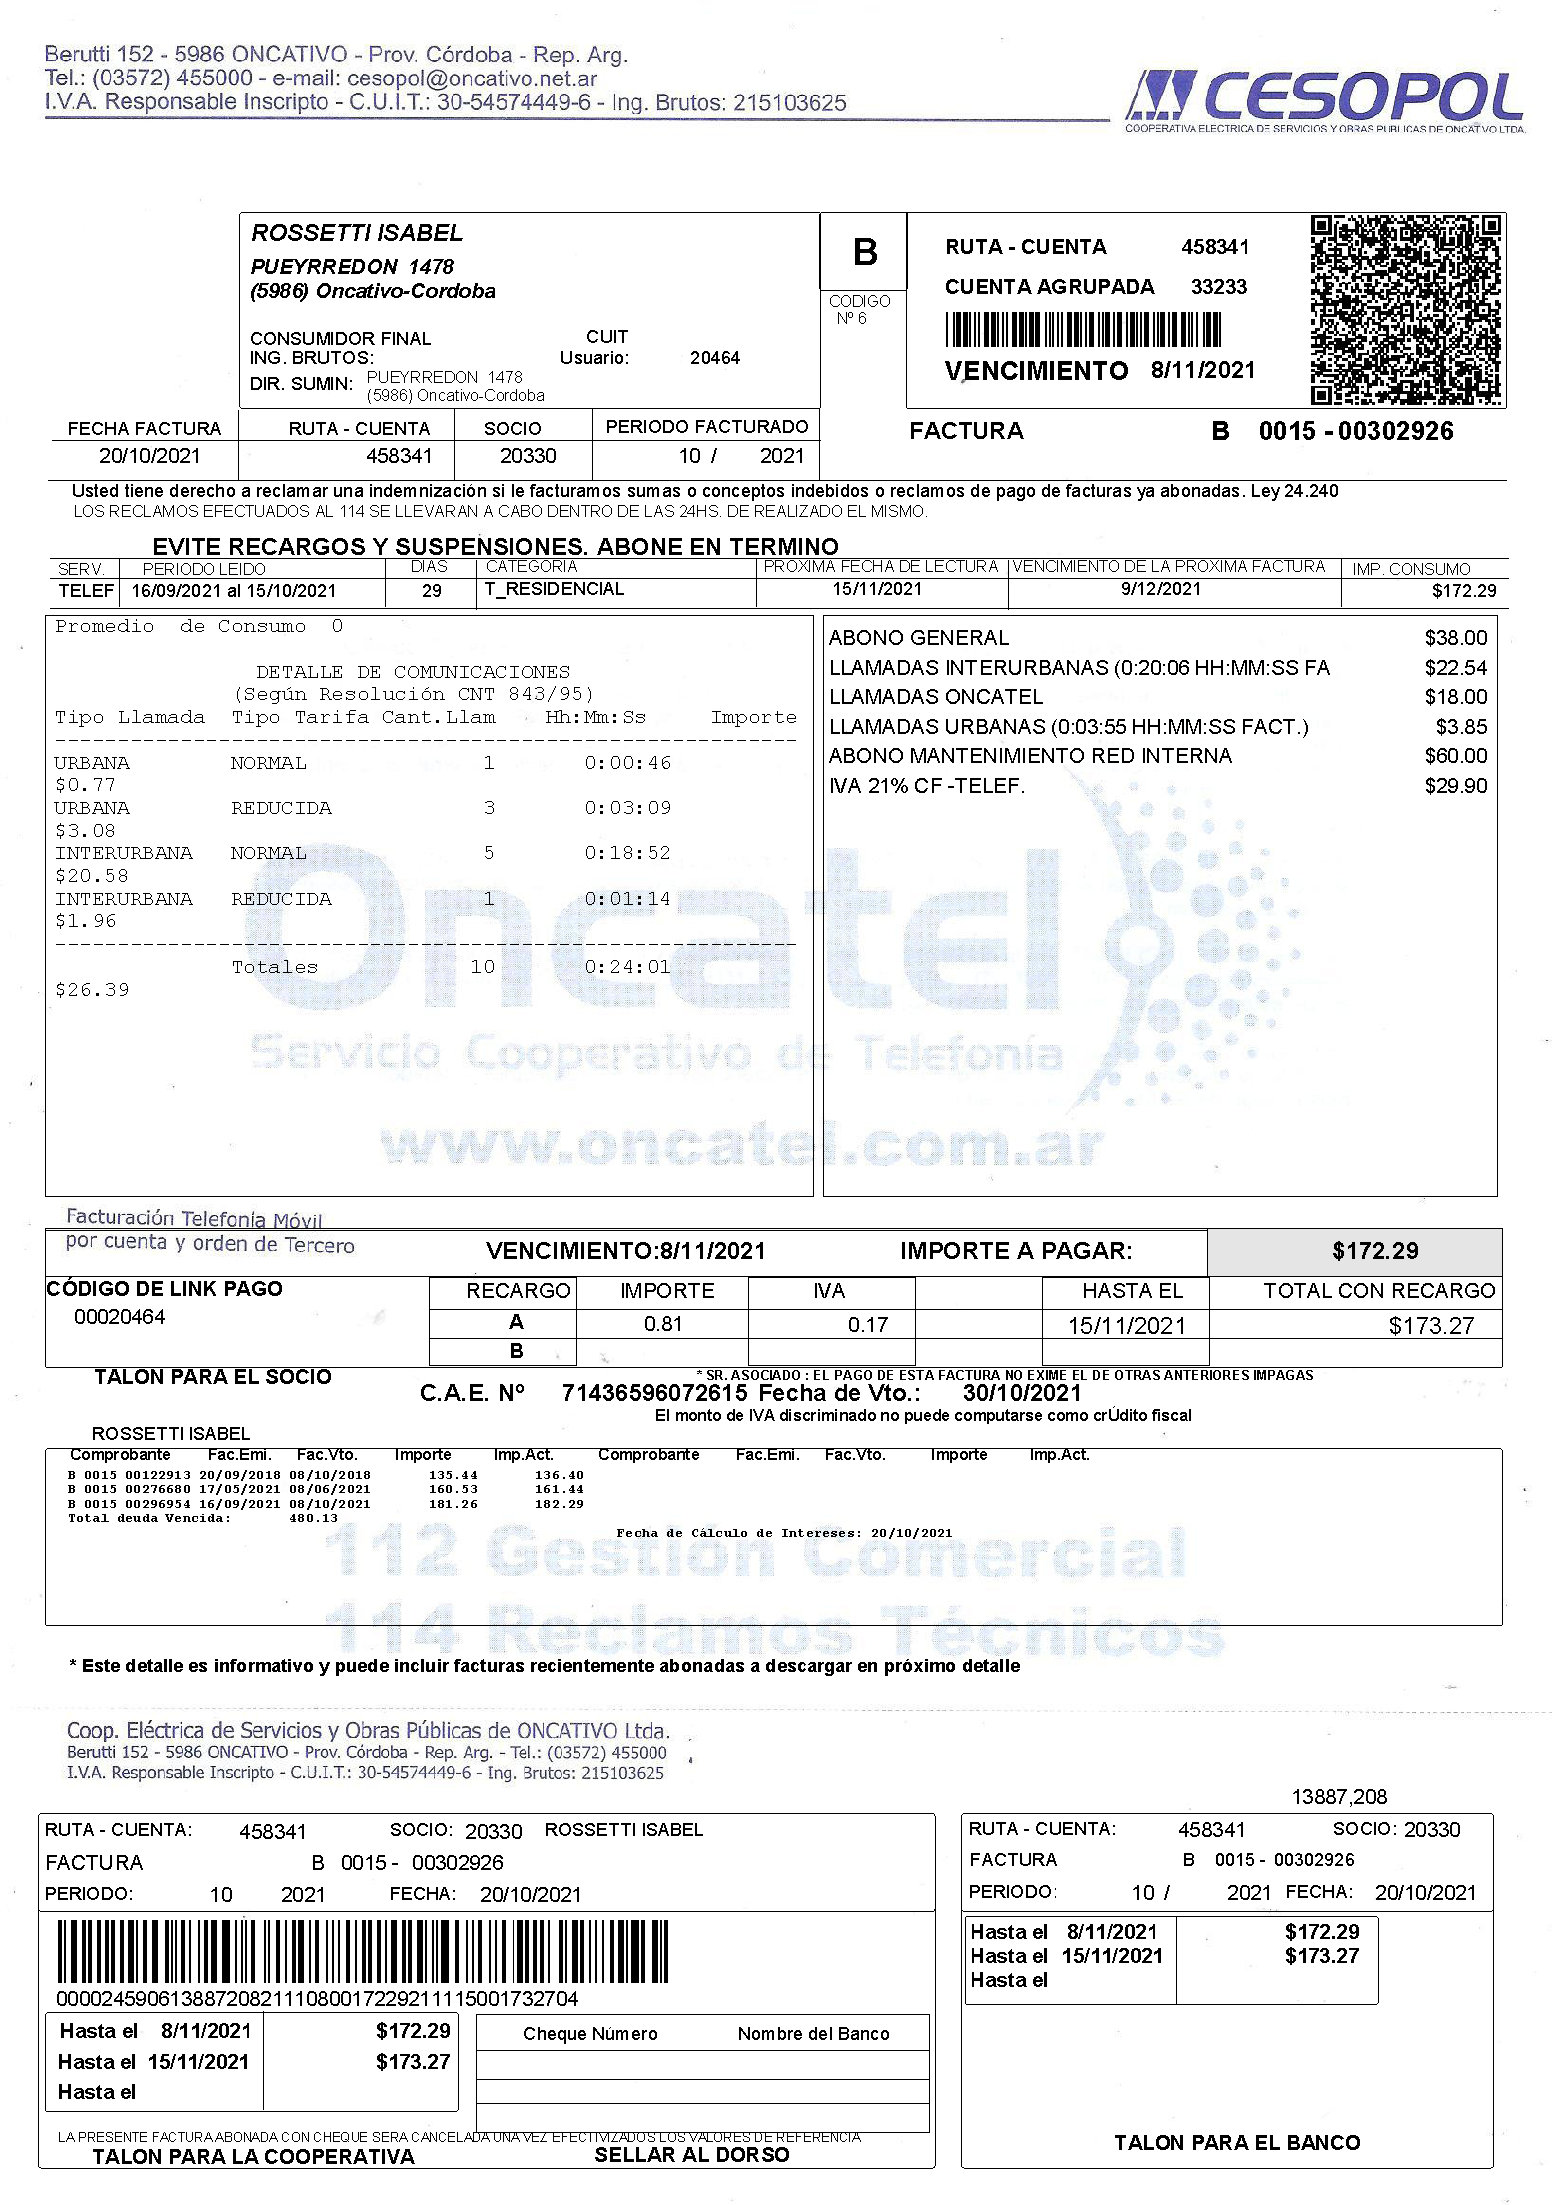 Berutti 152 - 5986 ONCATIVO - Prov. Córdoba - Rep. Arg.
Tel.: (03572) 455000 - e-mail: cesopol@oncativo.net.ar
I.V.A. Responsable Inscripto - C.U.I.T.: 30-54574449-6 - Ing. Brutos: 215103625
CESOPOL
COOPERATIVA ELECTRICA DE SERVICIOS Y OBRAS PUBLICAS DE ONCATIVO LTDA.
ROSSETTI ISABEL
PUEYRREDON 1478
(5986) Oncativo-Cordoba
CONSUMIDOR FINAL CUIT
ING. BRUTOS: Usuario: 20464
DIR. SUMIN: PUEYRREDON 1478
(5986) Oncativo-Cordoba
B
CODIGO
Nº 6
RUTA - CUENTA 458341
CUENTA AGRUPADA 33233
VENCIMIENTO 8/11/2021
FECHA FACTURA RUTA - CUENTA SOCIO PERIODO FACTURADO
20/10/2021 458341 20330 10 / 2021
FACTURA B 0015 - 00302926
Usted tiene derecho a reclamar una indemnización si le facturamos sumas o conceptos indebidos o reclamos de pago de facturas ya abonadas. Ley 24.240
LOS RECLAMOS EFECTUADOS AL 114 SE LLEVARAN A CABO DENTRO DE LAS 24HS. DE REALIZADO EL MISMO.
EVITE RECARGOS Y SUSPENSIONES. ABONE EN TERMINO
SERV. PERIODO LEIDO DIAS CATEGORIA PROXIMA FECHA DE LECTURA VENCIMIENTO DE LA PROXIMA FACTURA IMP. CONSUMO
TELEF 16/09/2021 al 15/10/2021 29 T_RESIDENCIAL 15/11/2021 9/12/2021 $172.29
Promedio de Consumo 0
DETALLE DE COMUNICACIONES
(Según Resolución CNT 843/95)
Tipo Llamada Tipo Tarifa Cant.Llam Hh:Mm:Ss Importe
URBANA NORMAL 1 0:00:46
$0.77
URBANA REDUCIDA 3 0:03:09
$3.08
INTERURBANA NORMAL 5 0:18:52
$20.58
INTERURBANA REDUCIDA 1 0:01:14
$1.96
Totales 10 0:24:01
$26.39
ABONO GENERAL $38.00
LLAMADAS INTERURBANAS (0:20:06 HH:MM:SS FA $22.54
LLAMADAS ONCATEL $18.00
LLAMADAS URBANAS (0:03:55 HH:MM:SS FACT.) $3.85
ABONO MANTENIMIENTO RED INTERNA $60.00
IVA 21% CF -TELEF. $29.90
Oncatel
Servicio Cooperativo de Telefonía
www.oncatel.com.ar
Facturación Telefonía Móvil
por cuenta y orden de Tercero
VENCIMIENTO:8/11/2021 IMPORTE A PAGAR: $172.29
CÓDIGO DE LINK PAGO
00020464
RECARGO IMPORTE IVA HASTA EL TOTAL CON RECARGO
A 0.81 0.17 15/11/2021 $173.27
B
TALON PARA EL SOCIO
* SR. ASOCIADO : EL PAGO DE ESTA FACTURA NO EXIME EL DE OTRAS ANTERIORES IMPAGAS
C.A.E. Nº 71436596072615 Fecha de Vto.: 30/10/2021
El monto de IVA discriminado no puede computarse como crÚdito fiscal
ROSSETTI ISABEL
Comprobante Fac.Emi. Fac.Vto. Importe Imp.Act. Comprobante Fac.Emi. Fac.Vto. Importe Imp.Act.
B 0015 00122913 20/09/2018 08/10/2018 135.44 136.40
B 0015 00276680 17/05/2021 08/06/2021 160.53 161.44
B 0015 00296954 16/09/2021 08/10/2021 181.26 182.29
Total deuda Vencida: 480.13
Fecha de Cálculo de Intereses: 20/10/2021
112 Gestión Comercial
114 Reclamos Técnicos
* Este detalle es informativo y puede incluir facturas recientemente abonadas a descargar en próximo detalle
Coop. Eléctrica de Servicios y Obras Públicas de ONCATIVO Ltda.
Berutti 152 - 5986 ONCATIVO - Prov. Córdoba - Rep. Arg. - Tel.: (03572) 455000
I.V.A. Responsable Inscripto - C.U.I.T.: 30-54574449-6 - Ing. Brutos: 215103625
13887,208
RUTA - CUENTA: 458341 SOCIO: 20330 ROSSETTI ISABEL
FACTURA B 0015 - 00302926
PERIODO: 10 2021 FECHA: 20/10/2021
0000245906138872082111080017229211115001732704
Hasta el 8/11/2021 $172.29
Hasta el 15/11/2021 $173.27
Hasta el
Cheque Número Nombre del Banco
LA PRESENTE FACTURA ABONADA CON CHEQUE SERA CANCELADA UNA VEZ EFECTIVIZADOS LOS VALORES DE REFERENCIA
TALON PARA LA COOPERATIVA SELLAR AL DORSO
RUTA - CUENTA: 458341 SOCIO: 20330
FACTURA B 0015 - 00302926
PERIODO: 10 / 2021 FECHA: 20/10/2021
Hasta el 8/11/2021 $172.29
Hasta el 15/11/2021 $173.27
Hasta el
TALON PARA EL BANCO